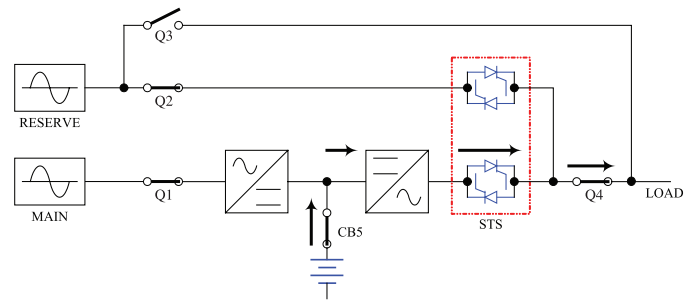 Q3
RESERVE
Q2
MAIN
Q1
CB5
STS
Q4
LOAD